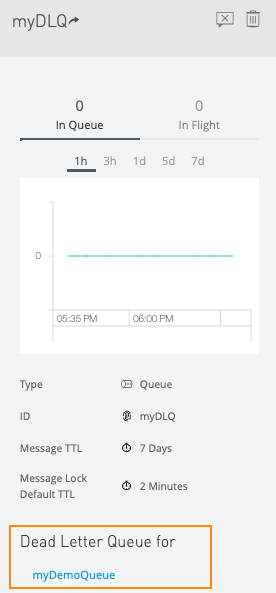 myDLQ
0 0
In Queue In Flight
1h 3h 1d 5d 7d
0
05:35 PM 06:00 PM
Type Queue
ID myDLQ
Message TTL 7 Days
Message Lock
Default TTL 2 Minutes
Dead Letter Queue for
myDemoQueue